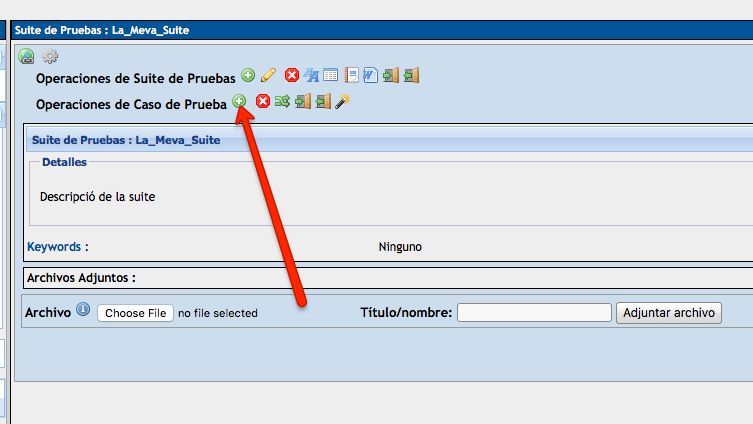 Suite de Pruebas : La_Meva_Suite
Operaciones de Suite de Pruebas
Operaciones de Caso de Prueba
Suite de Pruebas : La_Meva_Suite
Detalles
Descripció de la suite
Keywords : Ninguno
Archivos Adjuntos :
Archivo Choose File no file selected Título/nombre: Adjuntar archivo